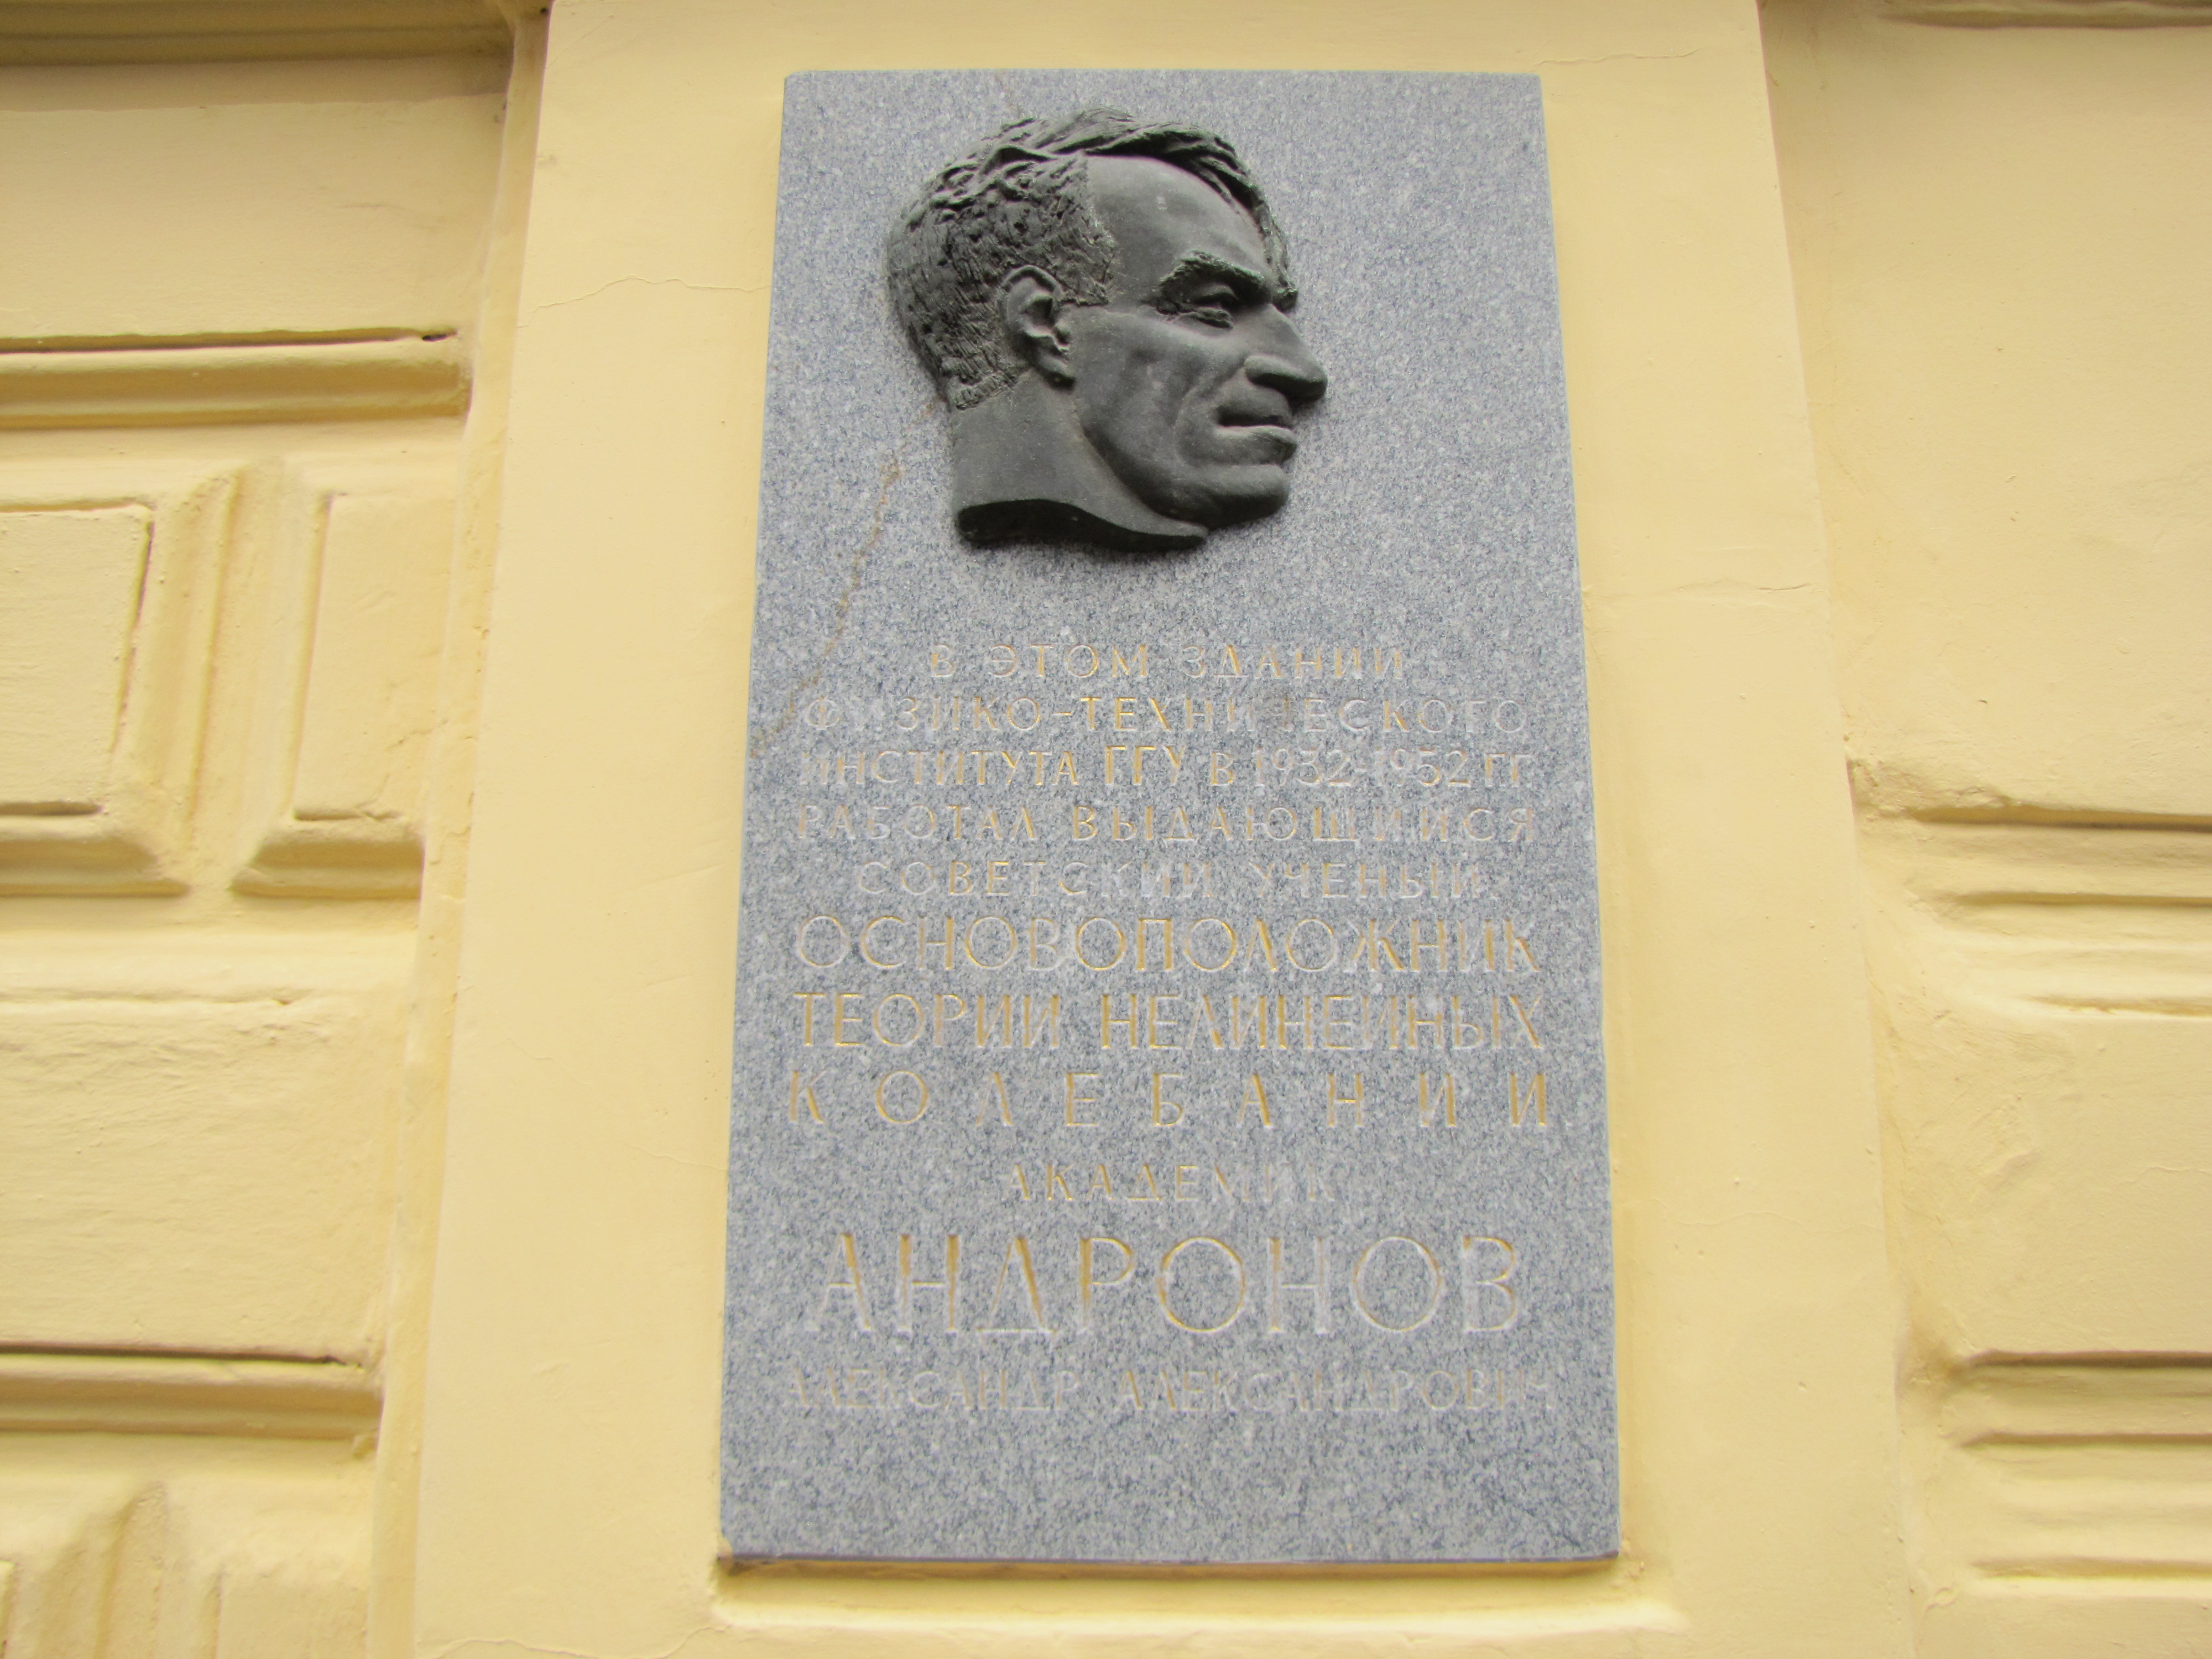 В ЭТОМ ЗДАНИИ
ФИЗИКО-ТЕХНИЧЕСКОГО
ИНСТИТУТА ГГУ В 1932-1952 ГГ
РАБОТАЛ ВЫДАЮЩИЙСЯ
СОВЕТСКИЙ УЧЕНЫЙ
ОСНОВОПОЛОЖНИК
ТЕОРИИ НЕЛИНЕЙНЫХ
КОЛЕБАНИЙ
АКАДЕМИК
АНДРОНОВ
АЛЕКСАНДР АЛЕКСАНДРОВИЧ